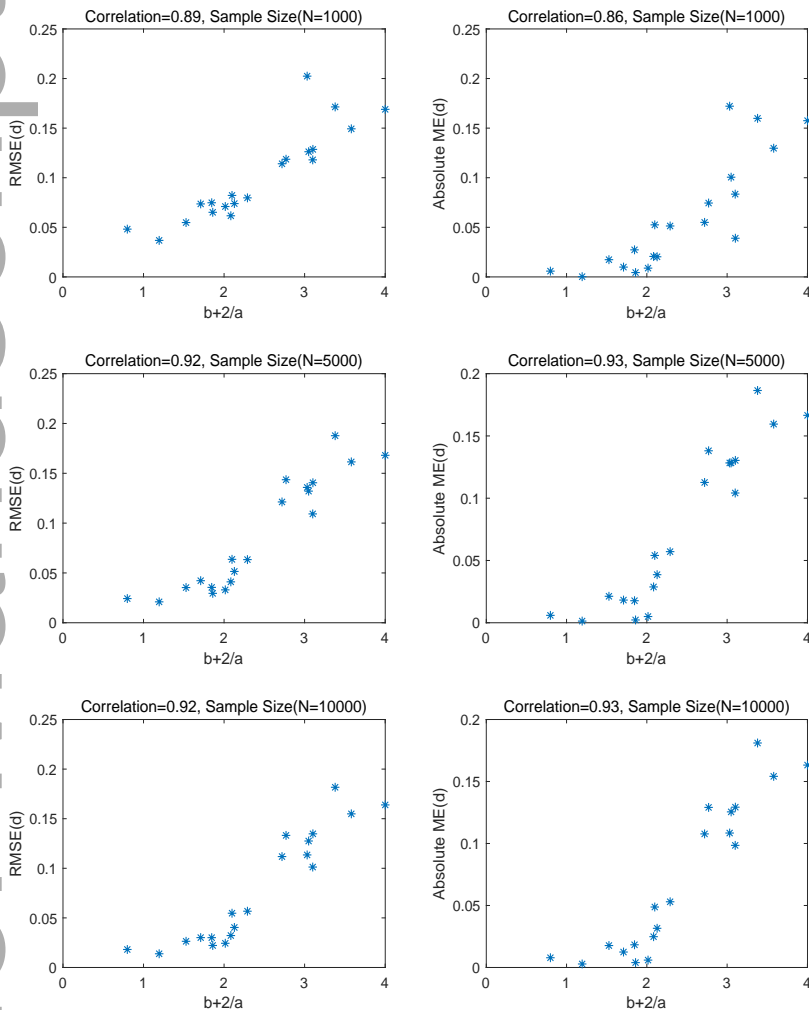 Correlation=0.89, Sample Size(N=1000)
0.25
0.2
0.15
0.1
0.05
0
RMSE(d)
0 1 2 3 4
b+2/a
Correlation=0.86, Sample Size(N=1000)
0.25
0.2
0.15
0.1
0.05
0
Absolute ME(d)
0 1 2 3 4
b+2/a
Correlation=0.92, Sample Size(N=5000)
0.25
0.2
0.15
0.1
0.05
0
RMSE(d)
0 1 2 3 4
b+2/a
Correlation=0.93, Sample Size(N=5000)
0.2
0.15
0.1
0.05
0
Absolute ME(d)
0 1 2 3 4
b+2/a
Correlation=0.92, Sample Size(N=10000)
0.25
0.2
0.15
0.1
0.05
0
RMSE(d)
0 1 2 3 4
b+2/a
Correlation=0.93, Sample Size(N=10000)
0.2
0.15
0.1
0.05
0
Absolute ME(d)
0 1 2 3 4
b+2/a